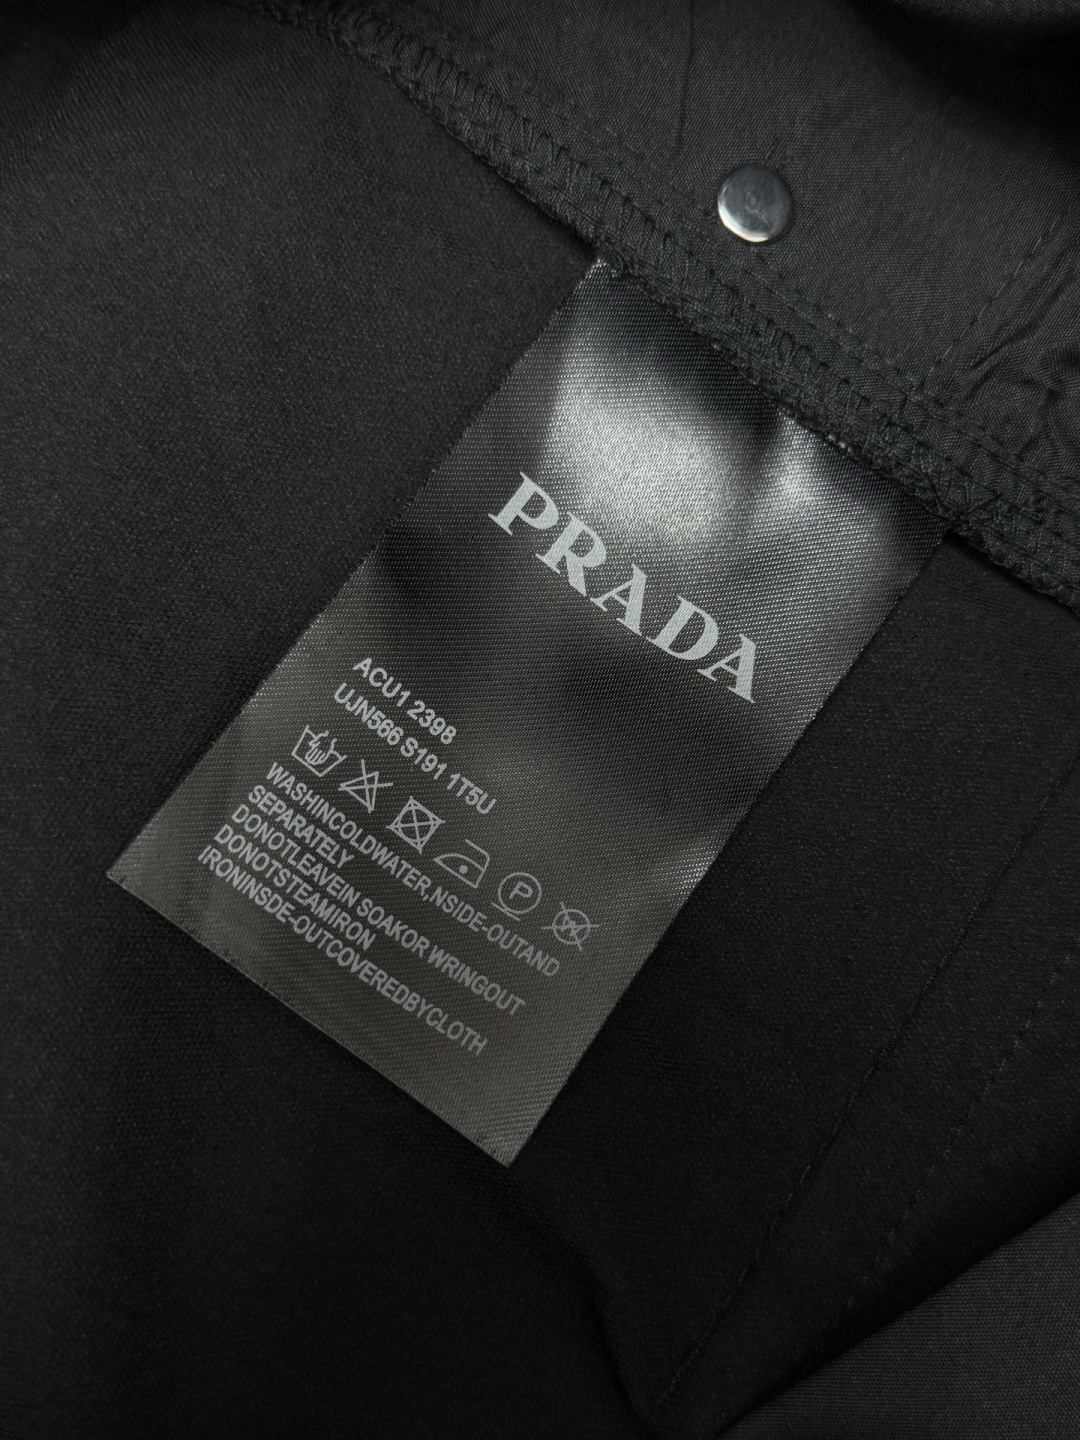 PRADA
ACU1 2398
UJN566 S191 1T5U
P
W
WASHINCOLDWATER,NSIDE-OUTAND
SEPARATELY
DONOTLEAVEIN SOAKOR WRINGOUT
DONOTSTEAMIRON
IRONINSDE-OUTCOVEREDBYCLOTH